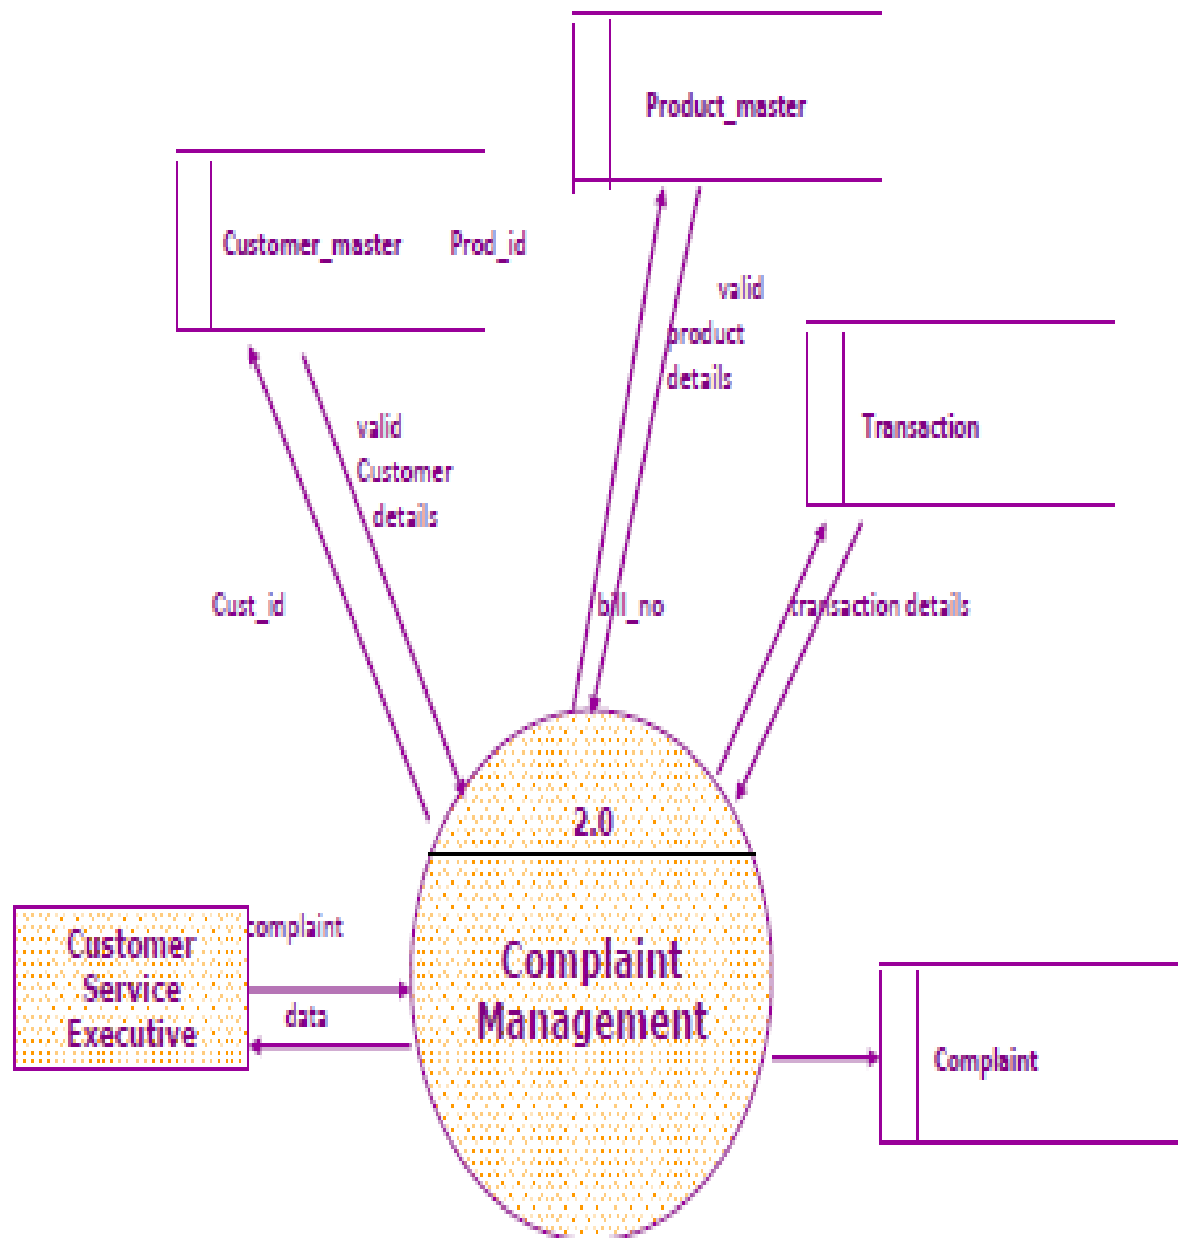 Product_master
Customer_master
Prod_id
valid
product
details
Transaction
valid
Customer
details
Cust_id
bill_no
transaction details
2.0
Complaint
Management
Customer
Service
Executive
complaint
data
Complaint